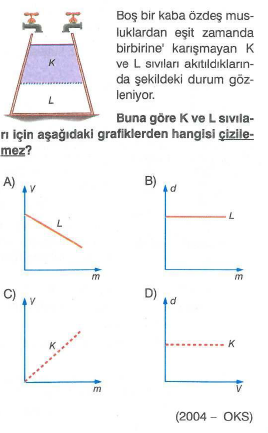 Boş bir kaba özdeş mus-
luklardan eşit zamanda
birbirine' karışmayan K
ve L sıvıları akıtıldıkların-
da şekildeki durum göz-
leniyor.
K
L
Buna göre K ve L sıvıla-
rı için aşağıdaki grafiklerden hangisi çizile-
mez?
A) V L m
B) d L m
C) V K m
D) d K V
(2004 – OKS)